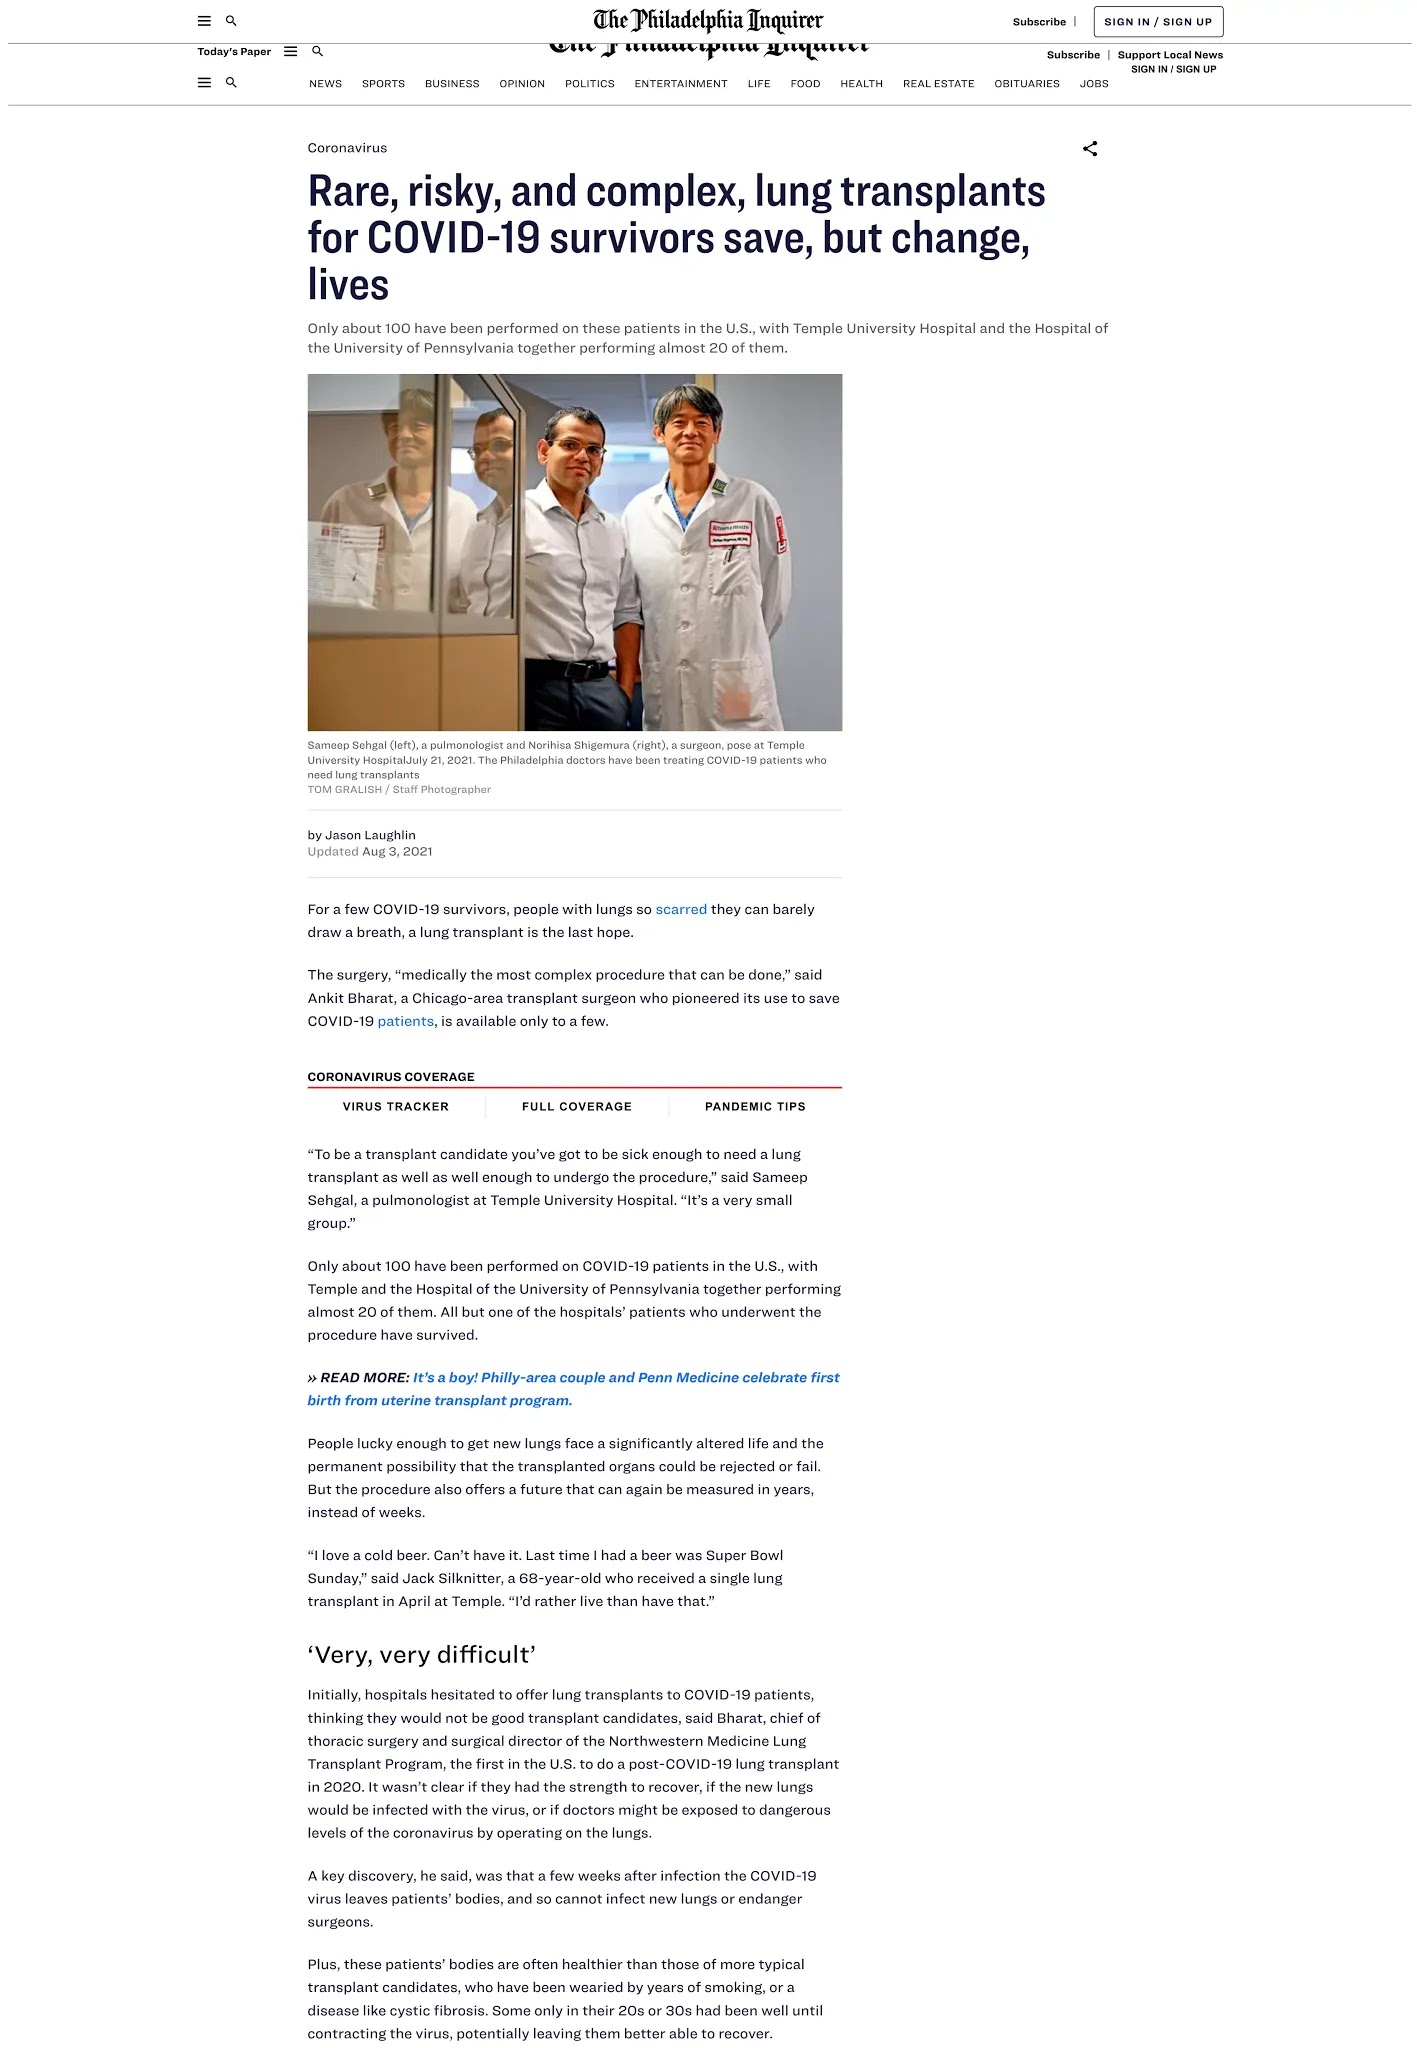 The Philadelphia Inquirer
Subscribe |
SIGN IN / SIGN UP
Today's Paper
The Philadelphia Inquirer
Subscribe | Support Local News
SIGN IN / SIGN UP
NEWS SPORTS BUSINESS OPINION POLITICS ENTERTAINMENT LIFE FOOD HEALTH REAL ESTATE OBITUARIES JOBS
Coronavirus
Rare, risky, and complex, lung transplants
for COVID-19 survivors save, but change,
lives
Only about 100 have been performed on these patients in the U.S., with Temple University Hospital and the Hospital of
the University of Pennsylvania together performing almost 20 of them.
TEMPLE HEALTH
Sameep Sehgal (left), a pulmonologist and Norihisa Shigemura (right), a surgeon, pose at Temple
University HospitalJuly 21, 2021. The Philadelphia doctors have been treating COVID-19 patients who
need lung transplants
TOM GRALISH / Staff Photographer
by Jason Laughlin
Updated Aug 3, 2021
For a few COVID-19 survivors, people with lungs so scarred they can barely
draw a breath, a lung transplant is the last hope.
The surgery, “medically the most complex procedure that can be done,” said
Ankit Bharat, a Chicago-area transplant surgeon who pioneered its use to save
COVID-19 patients, is available only to a few.
CORONAVIRUS COVERAGE
VIRUS TRACKER FULL COVERAGE PANDEMIC TIPS
“To be a transplant candidate you’ve got to be sick enough to need a lung
transplant as well as well enough to undergo the procedure,” said Sameep
Sehgal, a pulmonologist at Temple University Hospital. “It’s a very small
group.”
Only about 100 have been performed on COVID-19 patients in the U.S., with
Temple and the Hospital of the University of Pennsylvania together performing
almost 20 of them. All but one of the hospitals’ patients who underwent the
procedure have survived.
» READ MORE: It’s a boy! Philly-area couple and Penn Medicine celebrate first
birth from uterine transplant program.
People lucky enough to get new lungs face a significantly altered life and the
permanent possibility that the transplanted organs could be rejected or fail.
But the procedure also offers a future that can again be measured in years,
instead of weeks.
“I love a cold beer. Can’t have it. Last time I had a beer was Super Bowl
Sunday,” said Jack Silknitter, a 68-year-old who received a single lung
transplant in April at Temple. “I’d rather live than have that.”
‘Very, very difficult’
Initially, hospitals hesitated to offer lung transplants to COVID-19 patients,
thinking they would not be good transplant candidates, said Bharat, chief of
thoracic surgery and surgical director of the Northwestern Medicine Lung
Transplant Program, the first in the U.S. to do a post-COVID-19 lung transplant
in 2020. It wasn’t clear if they had the strength to recover, if the new lungs
would be infected with the virus, or if doctors might be exposed to dangerous
levels of the coronavirus by operating on the lungs.
A key discovery, he said, was that a few weeks after infection the COVID-19
virus leaves patients’ bodies, and so cannot infect new lungs or endanger
surgeons.
Plus, these patients’ bodies are often healthier than those of more typical
transplant candidates, who have been wearied by years of smoking, or a
disease like cystic fibrosis. Some only in their 20s or 30s had been well until
contracting the virus, potentially leaving them better able to recover.